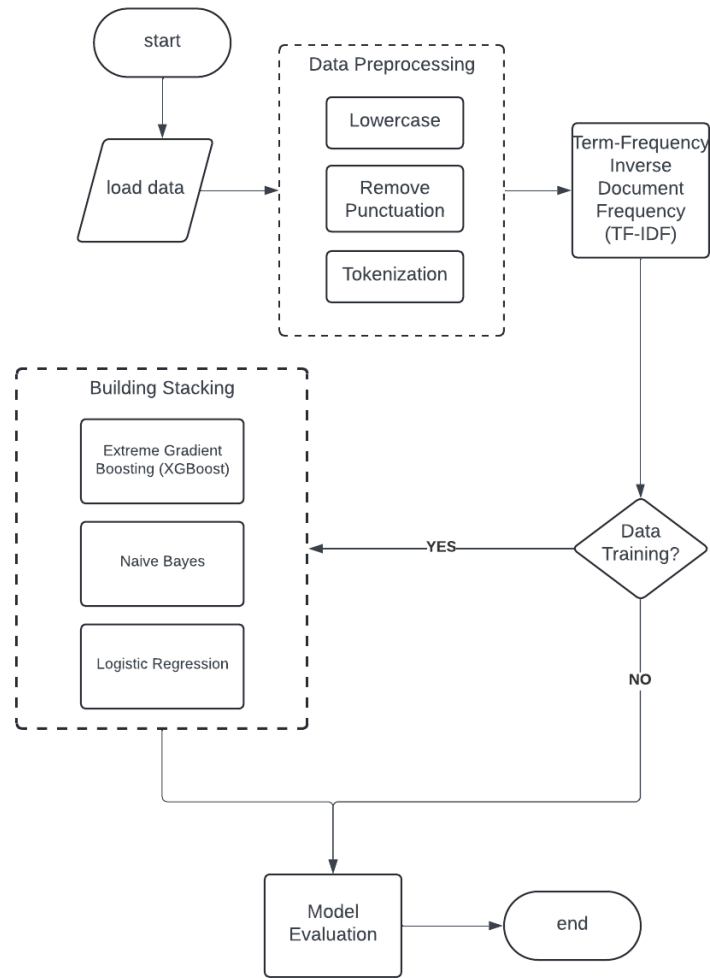 start
Data Preprocessing
Lowercase
load data
Remove
Punctuation
Tokenization
Term-Frequency
Inverse
Document
Frequency
(TF-IDF)
Building Stacking
Extreme Gradient
Boosting (XGBoost)
Naive Bayes
Logistic Regression
Data
Training?
YES
NO
Model
Evaluation
end